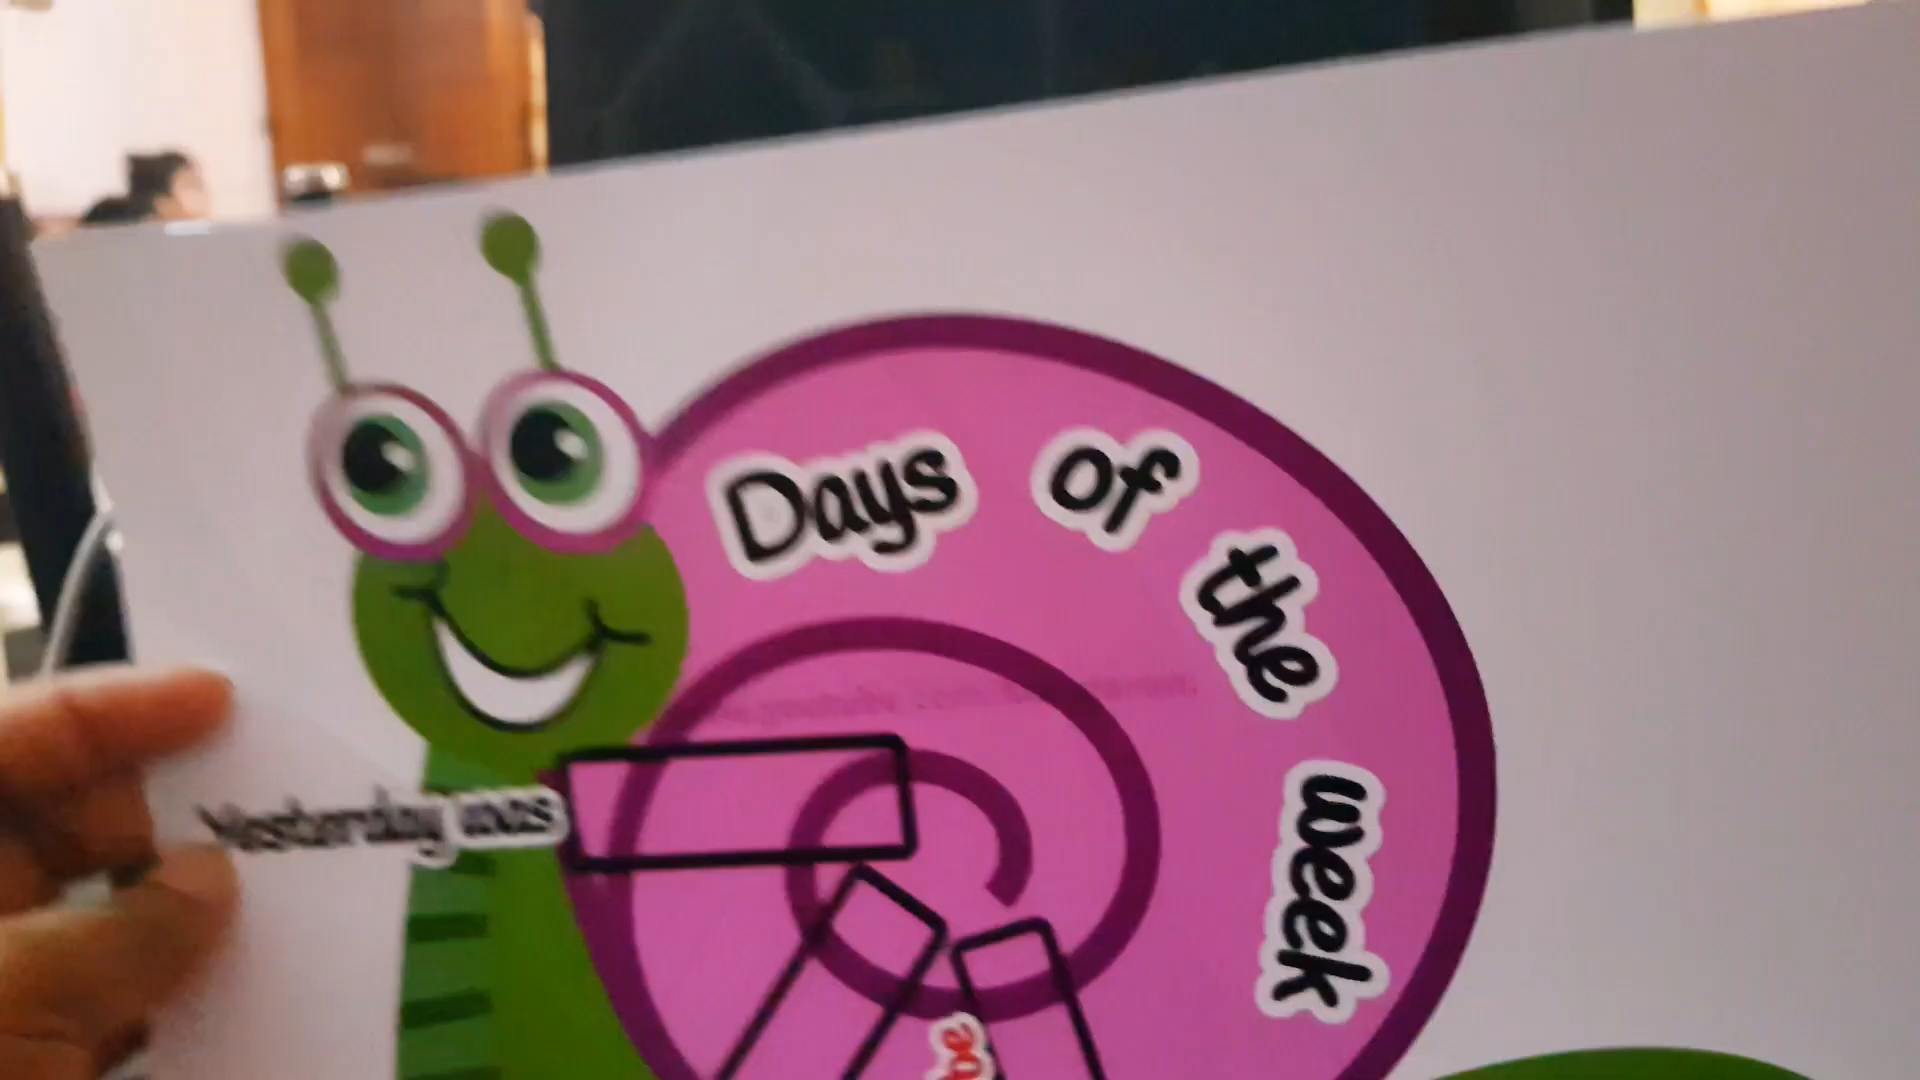 Days of the week
Yesterday was